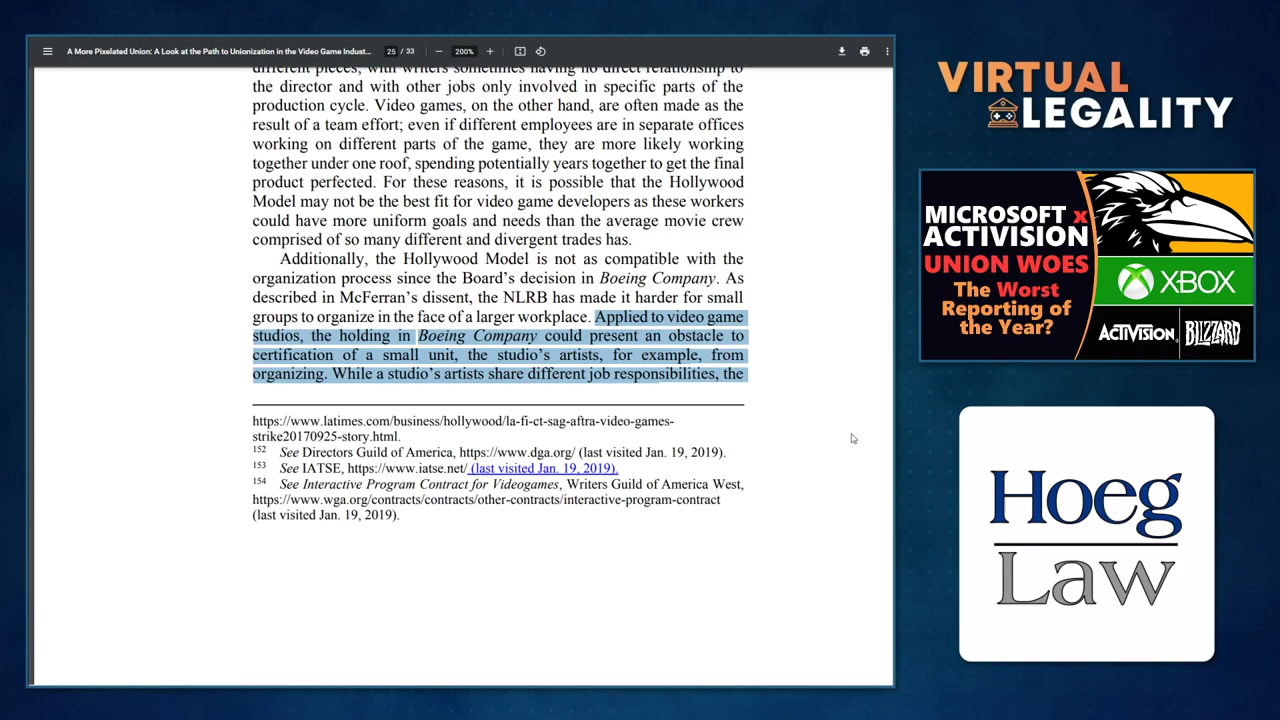 A More Pixelated Union: A Look at the Path to Unionization in the Video Game Indust...
25 / 33
200%
different pieces, with writers sometimes having no direct relationship to
the director and with other jobs only involved in specific parts of the
production cycle. Video games, on the other hand, are often made as the
result of a team effort; even if different employees are in separate offices
working on different parts of the game, they are more likely working
together under one roof, spending potentially years together to get the final
product perfected. For these reasons, it is possible that the Hollywood
Model may not be the best fit for video game developers as these workers
could have more uniform goals and needs than the average movie crew
comprised of so many different and divergent trades has.
Additionally, the Hollywood Model is not as compatible with the
organization process since the Board's decision in Boeing Company. As
described in McFerran's dissent, the NLRB has made it harder for small
groups to organize in the face of a larger workplace. Applied to video game
studios, the holding in Boeing Company could present an obstacle to
certification of a small unit, the studio's artists, for example, from
organizing. While a studio's artists share different job responsibilities, the
https://www.latimes.com/business/hollywood/la-fi-ct-sag-aftra-video-games-
strike20170925-story.html.
152 See Directors Guild of America, https://www.dga.org/ (last visited Jan. 19, 2019).
153 See IATSE, https://www.iatse.net/ (last visited Jan. 19, 2019).
154 See Interactive Program Contract for Videogames, Writers Guild of America West,
https://www.wga.org/contracts/contracts/other-contracts/interactive-program-contract
(last visited Jan. 19, 2019).
VIRTUAL
LEGALITY
MICROSOFT x
ACTIVISION
UNION WOES
The Worst
Reporting of
the Year?
XBOX
ACTIVISION
BLIZZARD
Hoeg
Law